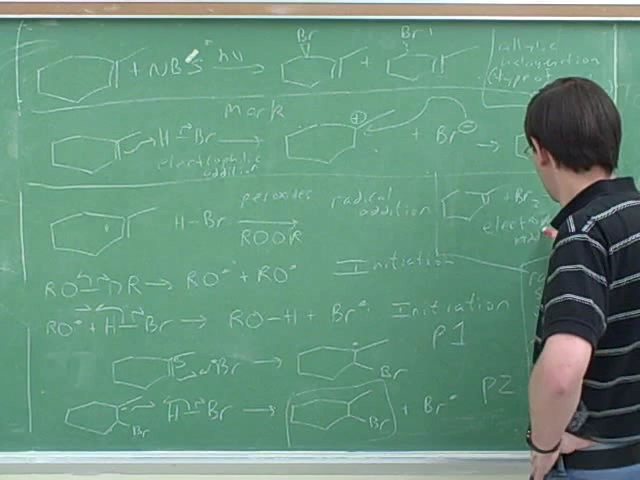 Br Br
+ NBS hν → +
allylic
halogenation
Mark
H-Br → ⊕ + Br⊖ →
electrophilic
addition
peroxides radical
H-Br → addition + Br2
ROOR
RO-OR → RO• + RO• Initiation
RO• + H-Br → RO-H + Br• Initiation
P1
•Br → Br
P2
Br H-Br → Br + Br•